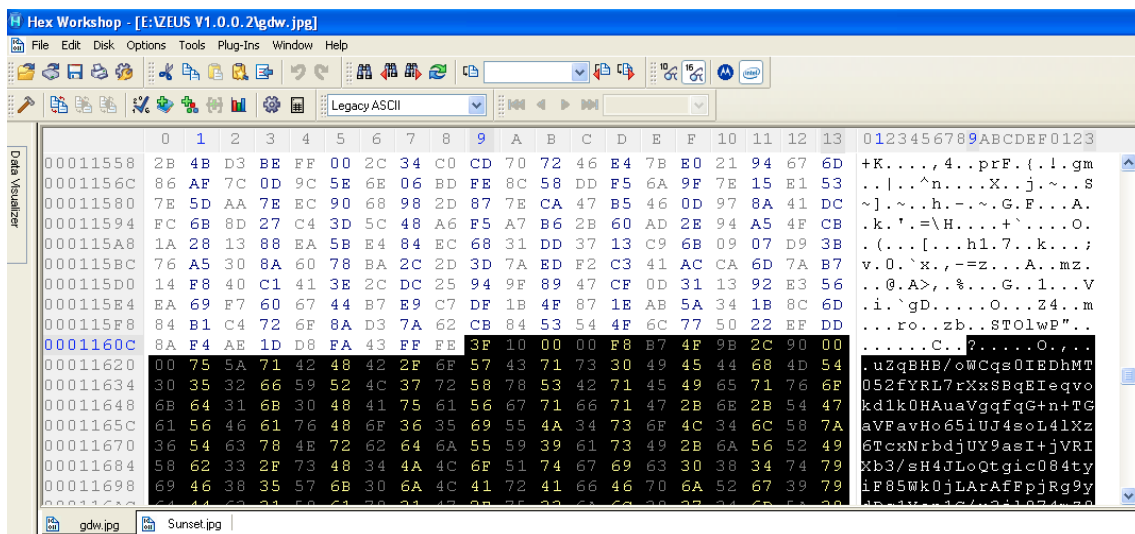 Hex Workshop - [E:\ZEUS V1.0.0.2\gdw.jpg]
File Edit Disk Options Tools Plug-Ins Window Help
Legacy ASCII
Data Visualizer
0 1 2 3 4 5 6 7 8 9 A B C D E F 10 11 12 13 0123456789ABCDEF0123
00011558 2B 4B D3 BE FF 00 2C 34 C0 CD 70 72 46 E4 7B E0 21 94 67 6D +K....,4..prF.{.!.gm
0001156C 86 AF 7C 0D 9C 5E 6E 06 BD FE 8C 58 DD F5 6A 9F 7E 15 E1 53 ..|..^n....X..j.~..S
00011580 7E 5D AA 7E EC 90 68 98 2D 87 7E CA 47 B5 46 0D 97 8A 41 DC ~].~..h.-.~.G.F...A.
00011594 FC 6B 8D 27 C4 3D 5C 48 A6 F5 A7 B6 2B 60 AD 2E 94 A5 4F CB .k.'.=\H....+`....O.
000115A8 1A 28 13 88 EA 5B E4 84 EC 68 31 DD 37 13 C9 6B 09 07 D9 3B .(...[...h1.7..k...;
000115BC 76 A5 30 8A 60 78 BA 2C 2D 3D 7A ED F2 C3 41 AC CA 6D 7A B7 v.0.`x.,-=z...A..mz.
000115D0 14 F8 40 C1 41 3E 2C DC 25 94 9F 89 47 CF 0D 31 13 92 E3 56 ..@.A>,.%...G..1...V
000115E4 EA 69 F7 60 67 44 B7 E9 C7 DF 1B 4F 87 1E AB 5A 34 1B 8C 6D .i.`gD.....O...Z4..m
000115F8 84 B1 C4 72 6F 8A D3 7A 62 CB 84 53 54 4F 6C 77 50 22 EF DD ...ro..zb..STOlwP"..
0001160C 8A F4 AE 1D D8 FA 43 FF FE 3F 10 00 00 F8 B7 4F 9B 2C 90 00 ......C..?.....O.,..
00011620 00 75 5A 71 42 48 42 2F 6F 57 43 71 73 30 49 45 44 68 4D 54 .uZqBHB/oWCqs0IEDhMT
00011634 30 35 32 66 59 52 4C 37 72 58 78 53 42 71 45 49 65 71 76 6F 052fYRL7rXxSBqEIeqvo
00011648 6B 64 31 6B 30 48 41 75 61 56 67 71 66 71 47 2B 6E 2B 54 47 kd1k0HAuaVgqfqG+n+TG
0001165C 61 56 46 61 76 48 6F 36 35 69 55 4A 34 73 6F 4C 34 6C 58 7A aVFavHo65iUJ4soL4lXz
00011670 36 54 63 78 4E 72 62 64 6A 55 59 39 61 73 49 2B 6A 56 52 49 6TcxNrbdjUY9asI+jVRI
00011684 58 62 33 2F 73 48 34 4A 4C 6F 51 74 67 69 63 30 38 34 74 79 Xb3/sH4JLoQtgic084ty
00011698 69 46 38 35 57 6B 30 6A 4C 41 72 41 66 46 70 6A 52 67 39 79 iF85Wk0jLArAfFpjRg9y
gdw.jpg Sunset.jpg